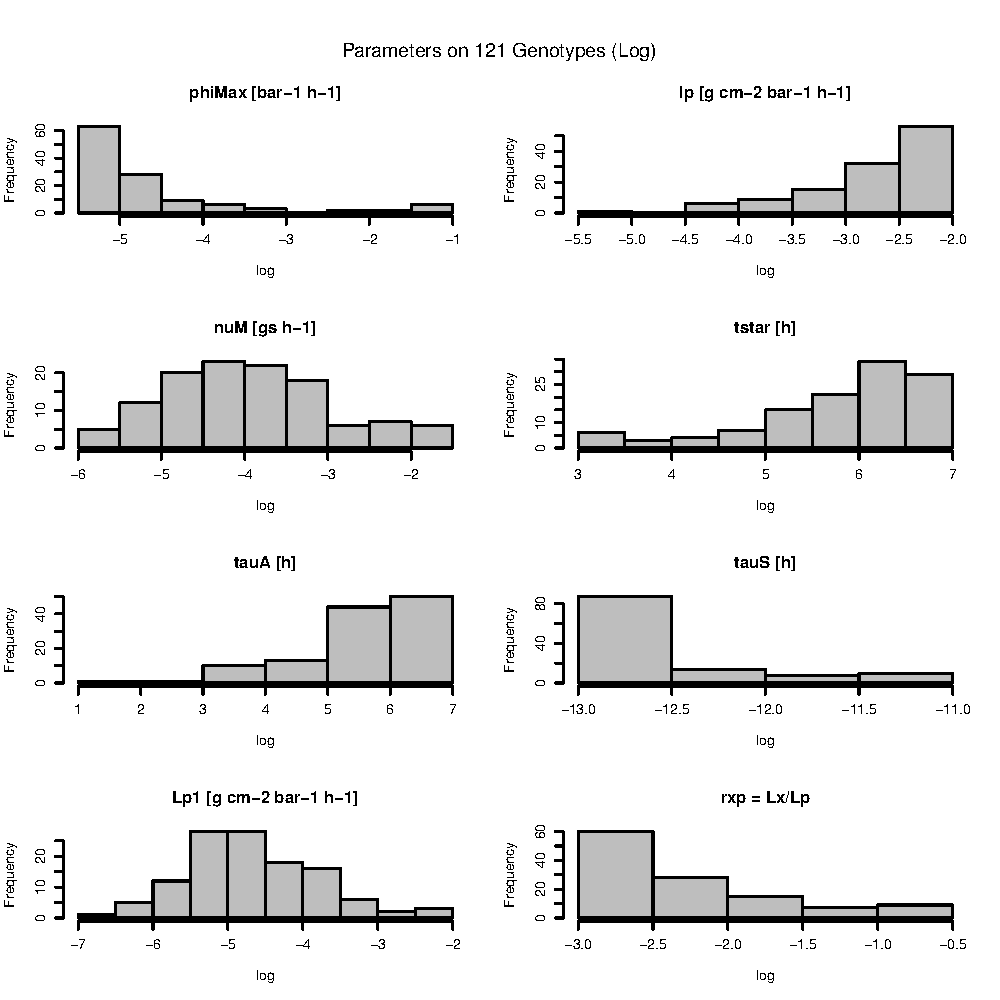 Parameters on 121 Genotypes (Log)
phiMax [bar−1 h−1]
Frequency
0 20 40 60
−5 −4 −3 −2 −1
log
lp [g cm−2 bar−1 h−1]
Frequency
0 20 40
−5.5 −5.0 −4.5 −4.0 −3.5 −3.0 −2.5 −2.0
log
nuM [gs h−1]
Frequency
0 10 20
−6 −5 −4 −3 −2
log
tstar [h]
Frequency
0 10 25
3 4 5 6 7
log
tauA [h]
Frequency
0 20 40
1 2 3 4 5 6 7
log
tauS [h]
Frequency
0 40 80
−13.0 −12.5 −12.0 −11.5 −11.0
log
Lp1 [g cm−2 bar−1 h−1]
Frequency
0 10 20
−7 −6 −5 −4 −3 −2
log
rxp = Lx/Lp
Frequency
0 20 40 60
−3.0 −2.5 −2.0 −1.5 −1.0 −0.5
log